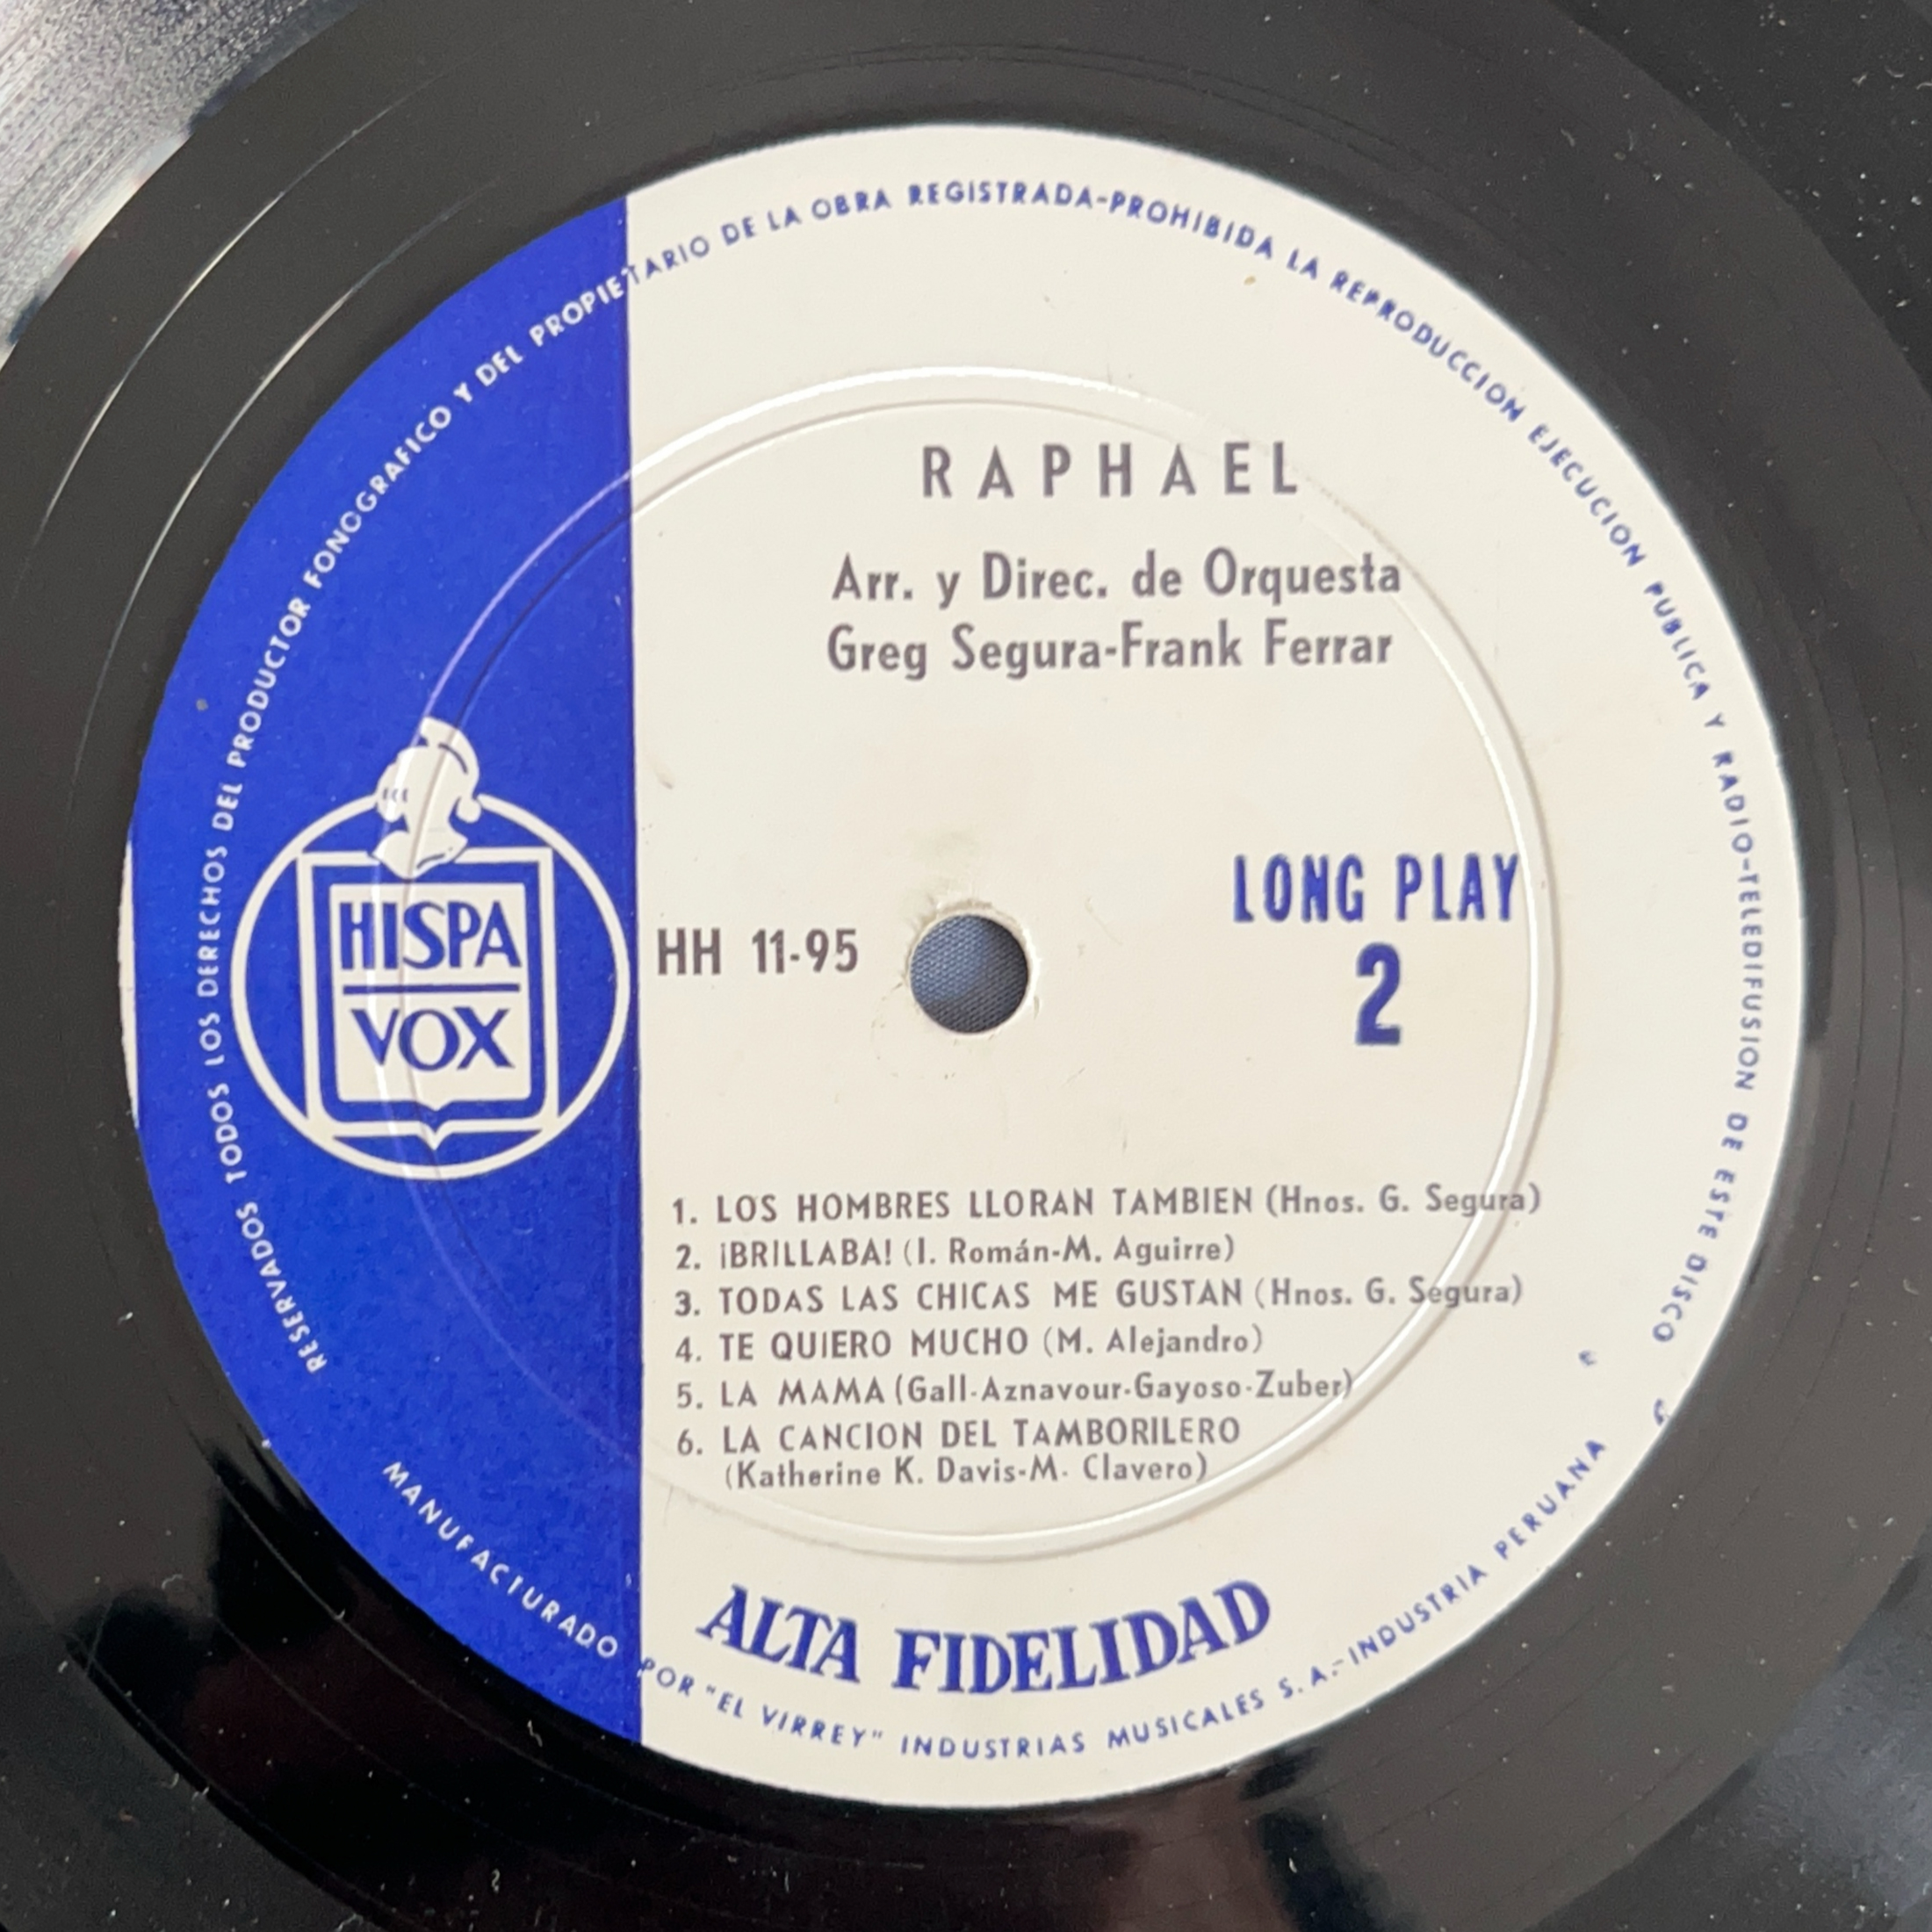 RESERVADOS TODOS LOS DERECHOS DEL PRODUCTOR FONOGRAFICO Y DEL PROPIETARIO DE LA OBRA REGISTRADA-PROHIBIDA LA REPRODUCCION EJECUCION PUBLICA Y RADIO-TELEDIFUSION DE ESTE DISCO
RAPHAEL
Arr. y Direc. de Orquesta
Greg Segura-Frank Ferrar
HISPA
VOX
HH 11-95
LONG PLAY
2
1. LOS HOMBRES LLORAN TAMBIEN (Hnos. G. Segura)
2. ¡BRILLABA! (I. Román-M. Aguirre)
3. TODAS LAS CHICAS ME GUSTAN (Hnos. G. Segura)
4. TE QUIERO MUCHO (M. Alejandro)
5. LA MAMA (Gall-Aznavour-Gayoso-Zuber)
6. LA CANCION DEL TAMBORILERO
(Katherine K. Davis-M. Clavero)
ALTA FIDELIDAD
MANUFACTURADO POR "EL VIRREY" INDUSTRIAS MUSICALES S. A.-INDUSTRIA PERUANA